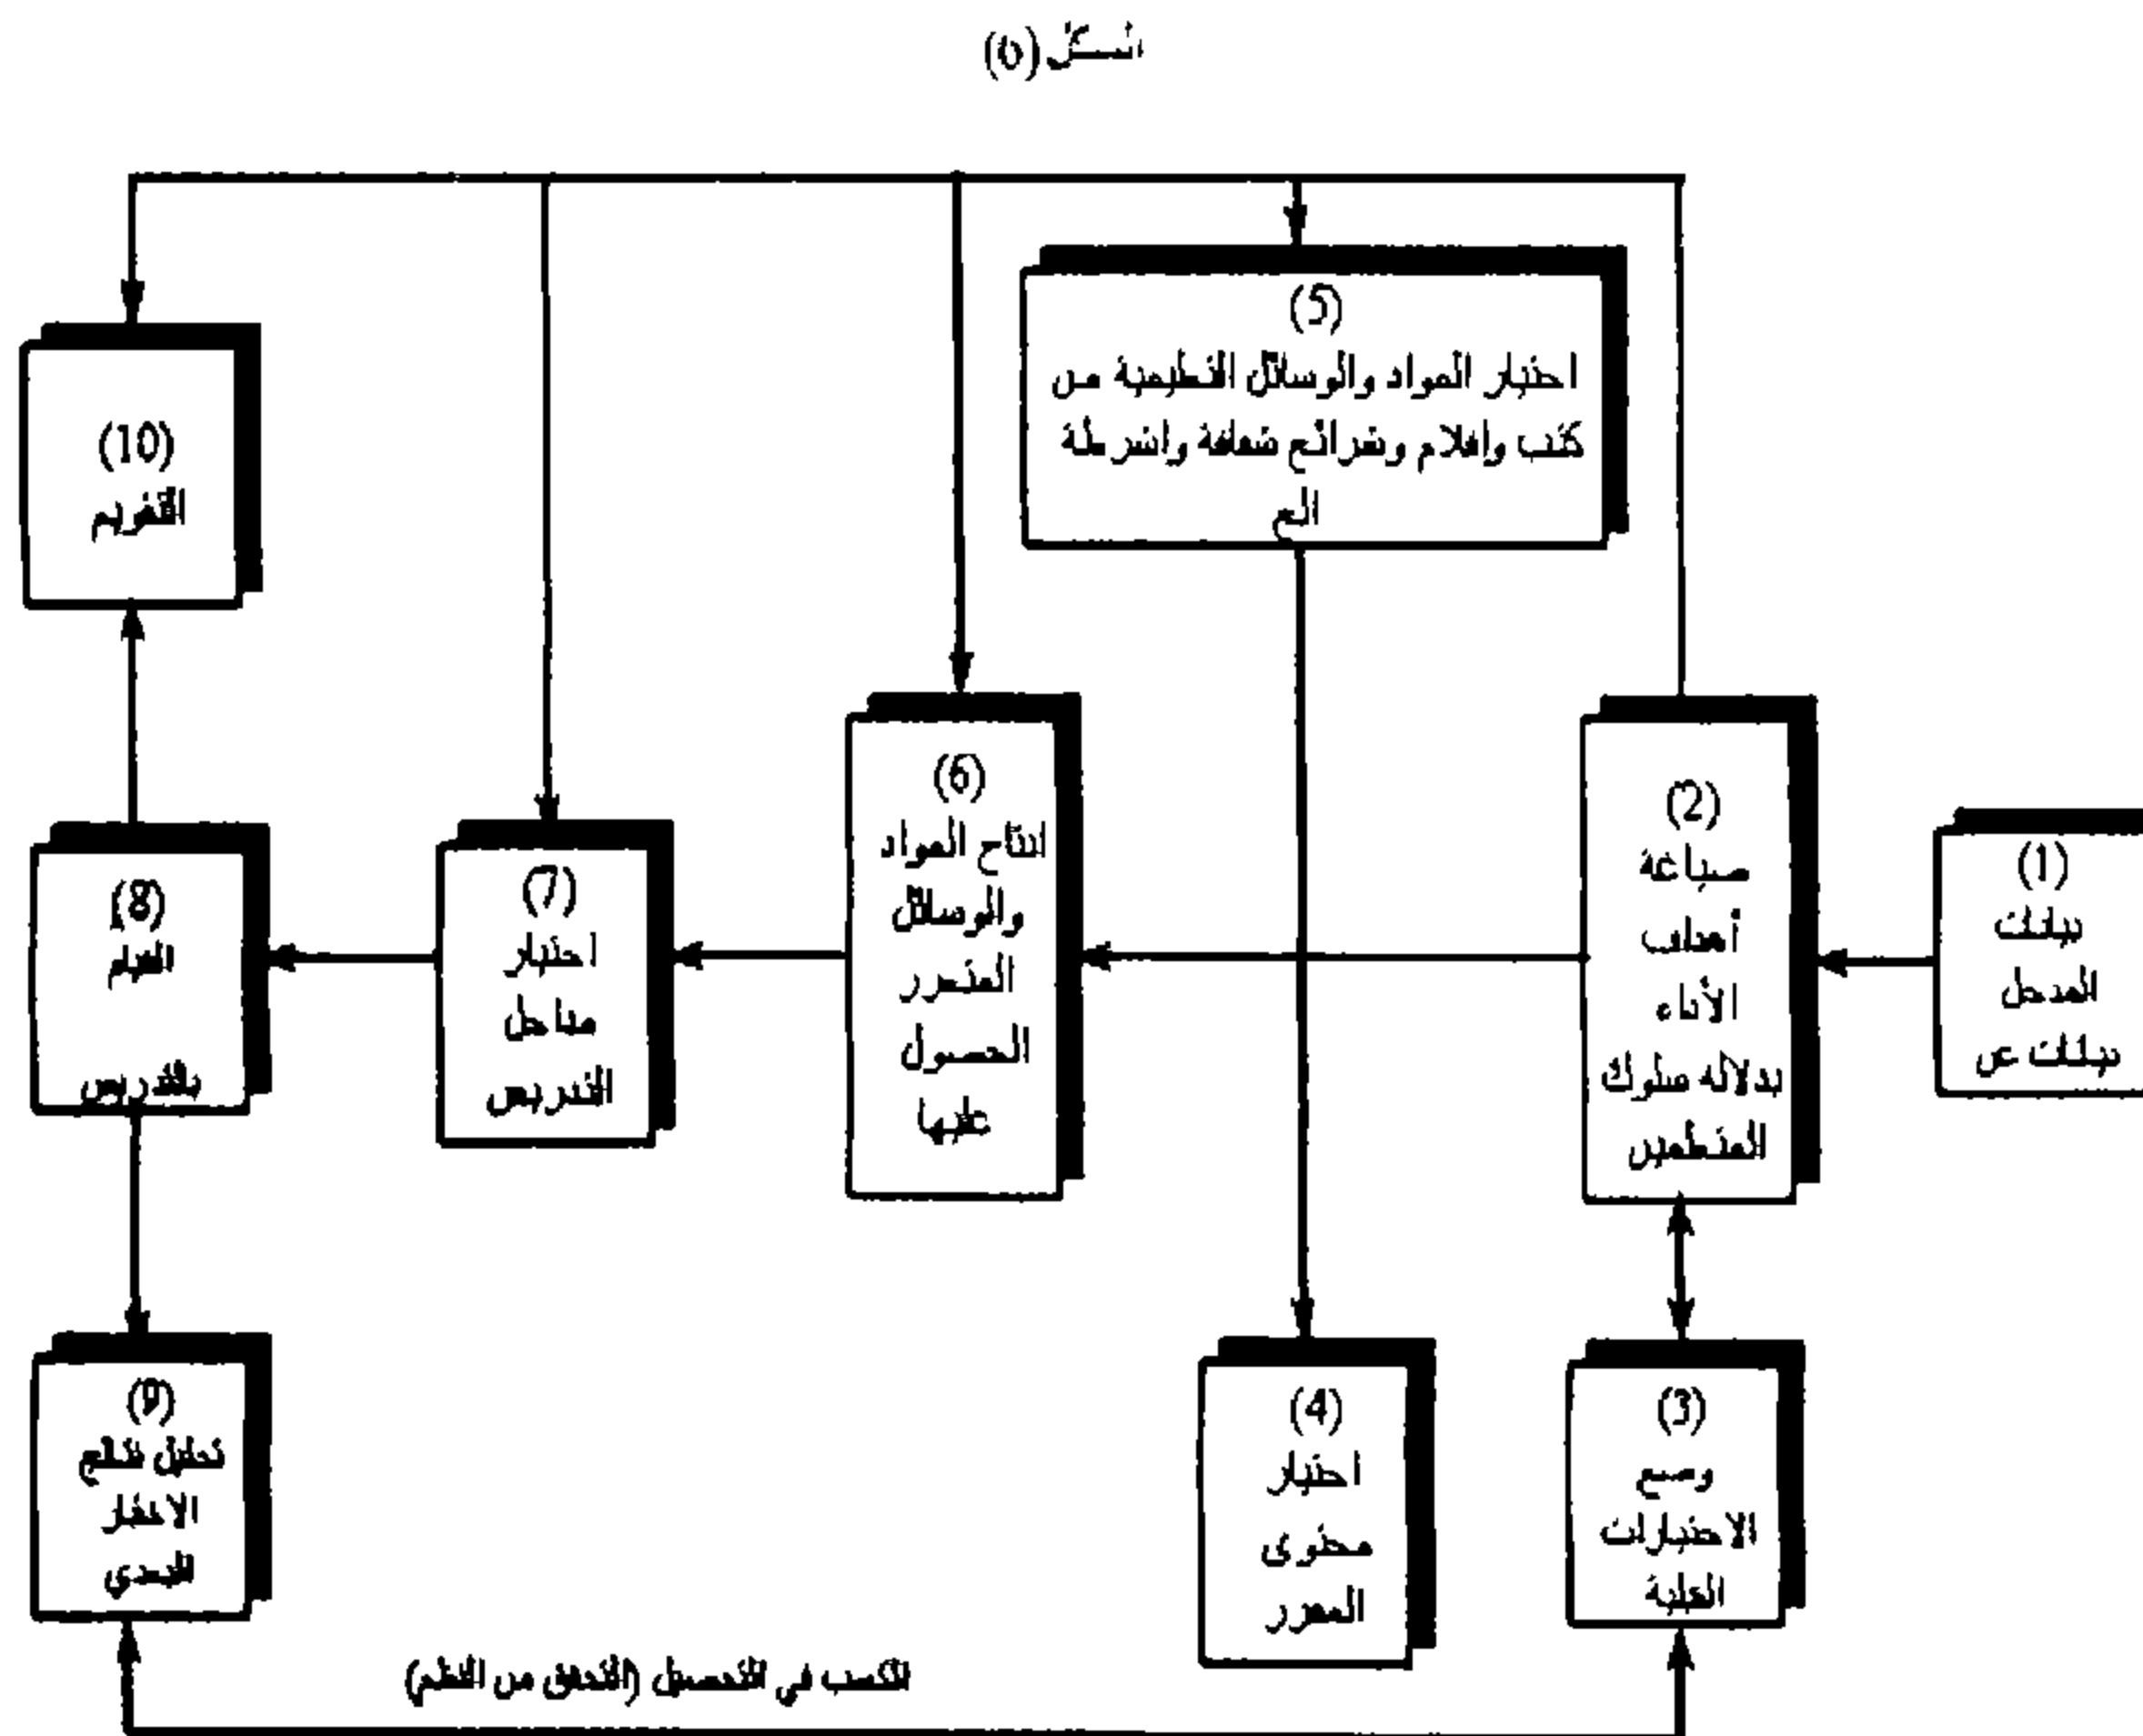 الشكل (6)
(5)
اختيار المواد والوسائل التعليمية من
كتب وافلام وشرائح شفافة واشرطة
الخ
(10)
التقويم
(1)
بيانات
المدخل
بيانات عن
(2)
صياغة
أهداف
الأداء
بدلالة سلوك
المتعلمين
(6)
انتاج المواد
والوسائل
المتعذر
الحصول
عليها
(7)
اختيار
مداخل
التدريس
(8)
القيام
بالتدريس
(3)
وضع
الاختبارات
القبلية
(4)
اختيار
محتوى
المقرر
(9)
تحليل نتائج
الاختبار
البعدي
الكسب في التحصيل (التحقق من التعلم)